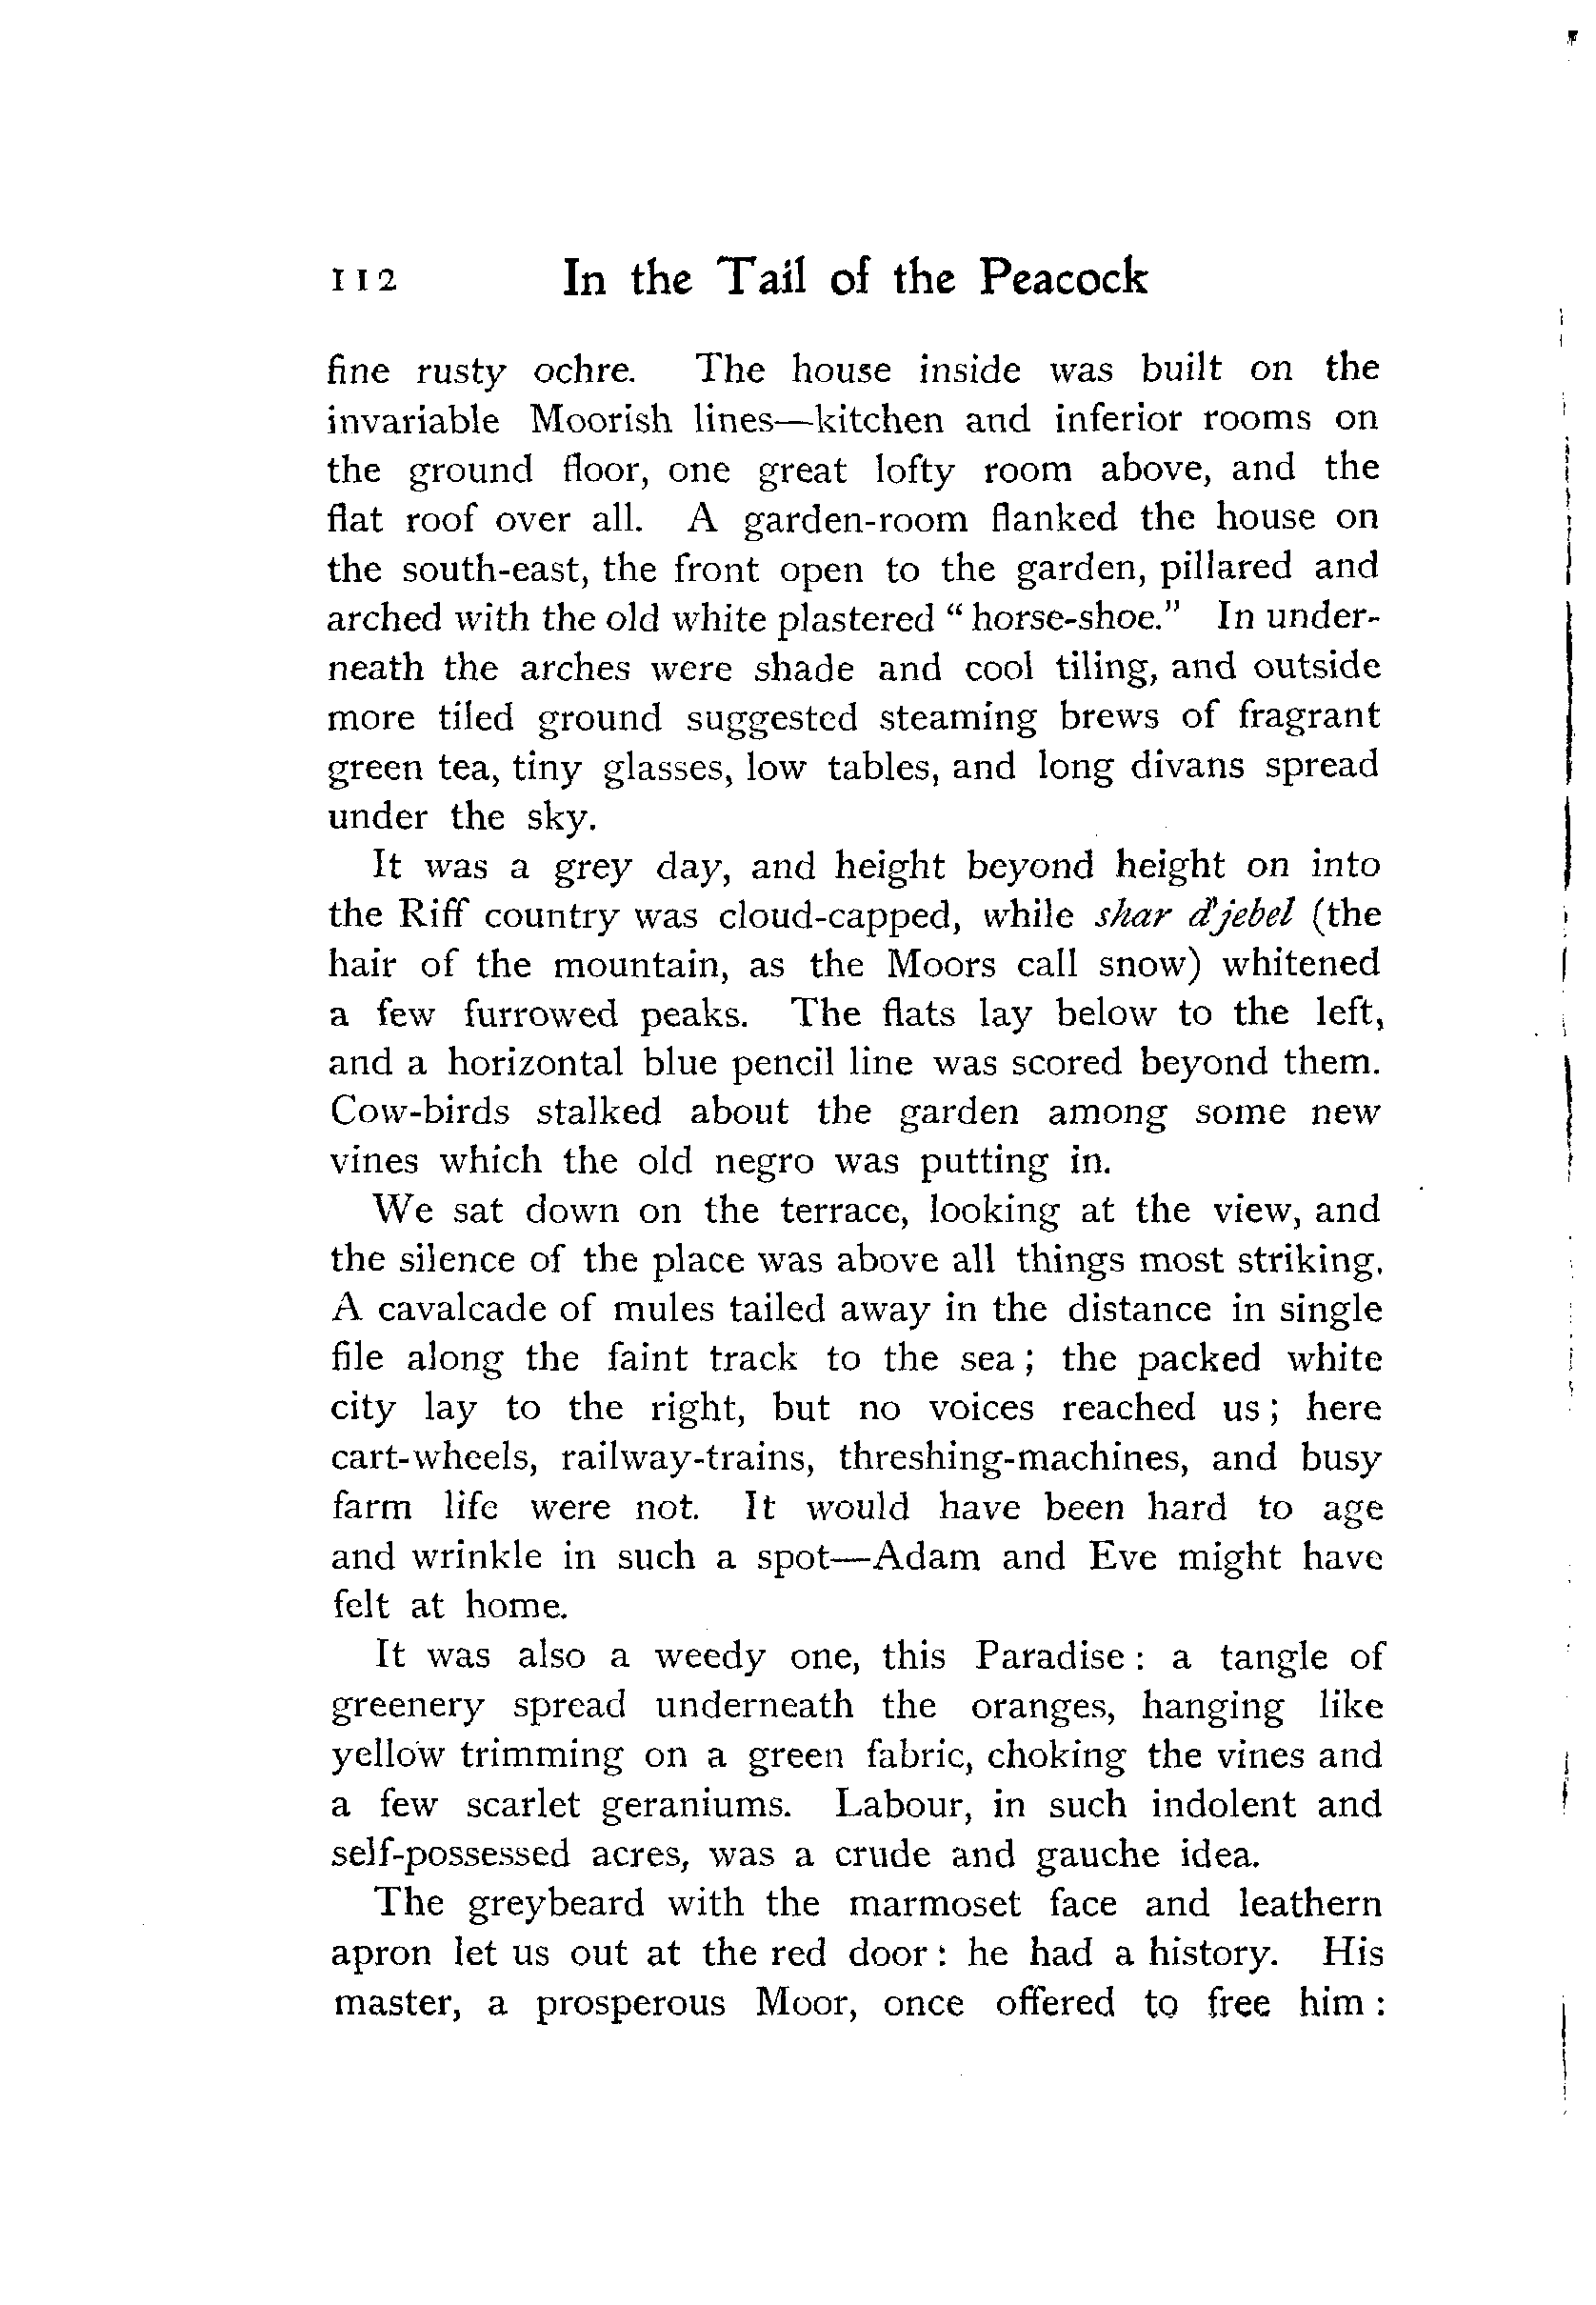 112 In the Tail of the Peacock
fine rusty ochre. The house inside was built on the
invariable Moorish lines—kitchen and inferior rooms on
the ground floor, one great lofty room above, and the
flat roof over all. A garden-room flanked the house on
the south-east, the front open to the garden, pillared and
arched with the old white plastered “ horse-shoe.” In under-
neath the arches were shade and cool tiling, and outside
more tiled ground suggested steaming brews of fragrant
green tea, tiny glasses, low tables, and long divans spread
under the sky.
It was a grey day, and height beyond height on into
the Riff country was cloud-capped, while shar d'jebel (the
hair of the mountain, as the Moors call snow) whitened
a few furrowed peaks. The flats lay below to the left,
and a horizontal blue pencil line was scored beyond them.
Cow-birds stalked about the garden among some new
vines which the old negro was putting in.
We sat down on the terrace, looking at the view, and
the silence of the place was above all things most striking.
A cavalcade of mules tailed away in the distance in single
file along the faint track to the sea ; the packed white
city lay to the right, but no voices reached us ; here
cart-wheels, railway-trains, threshing-machines, and busy
farm life were not. It would have been hard to age
and wrinkle in such a spot—Adam and Eve might have
felt at home.
It was also a weedy one, this Paradise : a tangle of
greenery spread underneath the oranges, hanging like
yellow trimming on a green fabric, choking the vines and
a few scarlet geraniums. Labour, in such indolent and
self-possessed acres, was a crude and gauche idea.
The greybeard with the marmoset face and leathern
apron let us out at the red door : he had a history. His
master, a prosperous Moor, once offered to free him :